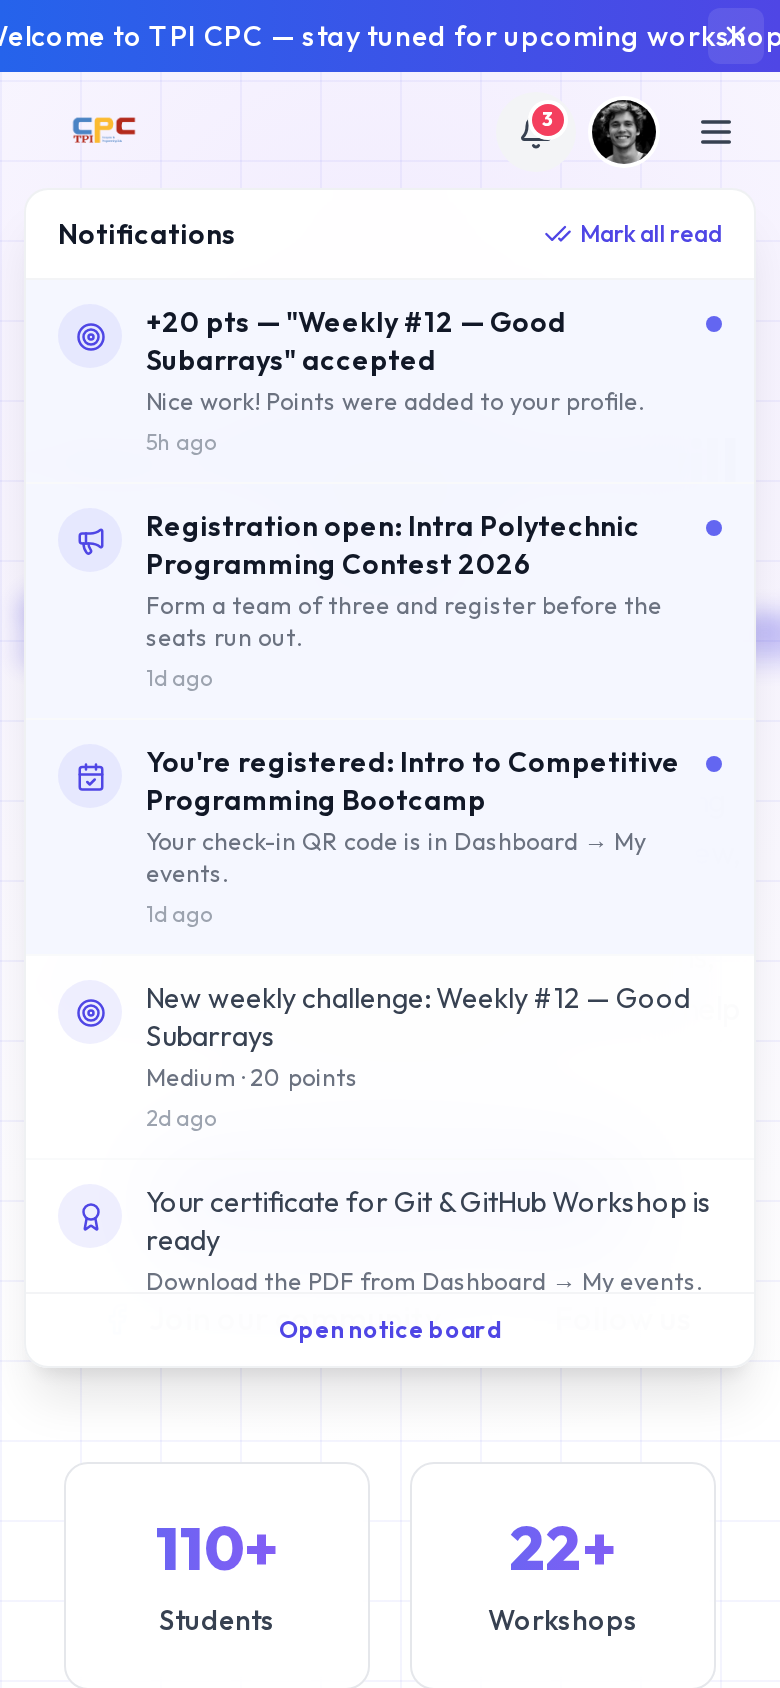 Welcome to TPI CPC — stay tuned for upcoming workshop
CPC
TPI
3
Notifications
Mark all read
+20 pts — "Weekly #12 — Good
Subarrays" accepted
Nice work! Points were added to your profile.
5h ago
Registration open: Intra Polytechnic
Programming Contest 2026
Form a team of three and register before the
seats run out.
1d ago
You're registered: Intro to Competitive
Programming Bootcamp
Your check-in QR code is in Dashboard → My
events.
1d ago
New weekly challenge: Weekly #12 — Good
Subarrays
Medium · 20 points
2d ago
Your certificate for Git & GitHub Workshop is
ready
Download the PDF from Dashboard → My events.
Follow us
Open notice board
110+
22+
Students
Workshops